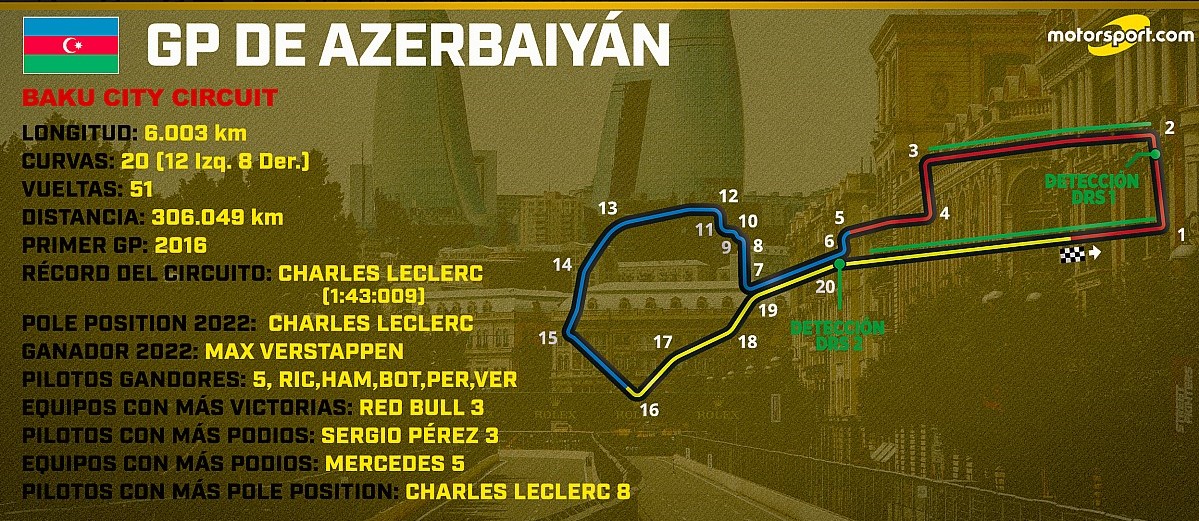 GP DE AZERBAIYÁN
motorsport.com
BAKU CITY CIRCUIT
LONGITUD: 6.003 km
CURVAS: 20 (12 Izq. 8 Der.)
VUELTAS: 51
DISTANCIA: 306.049 km
PRIMER GP: 2016
RÉCORD DEL CIRCUITO: CHARLES LECLERC
(1:43:009)
POLE POSITION 2022: CHARLES LECLERC
GANADOR 2022: MAX VERSTAPPEN
PILOTOS GANDORES: 5, RIC,HAM,BOT,PER,VER
EQUIPOS CON MÁS VICTORIAS: RED BULL 3
PILOTOS CON MÁS PODIOS: SERGIO PÉREZ 3
EQUIPOS CON MÁS PODIOS: MERCEDES 5
PILOTOS CON MÁS POLE POSITION: CHARLES LECLERC 8
1
2
3
4
5
6
7
8
9
10
11
12
13
14
15
16
17
18
19
20
DETECCIÓN
DRS 1
DETECCIÓN
DRS 2
ROLEX
ROLEX
ROLEX